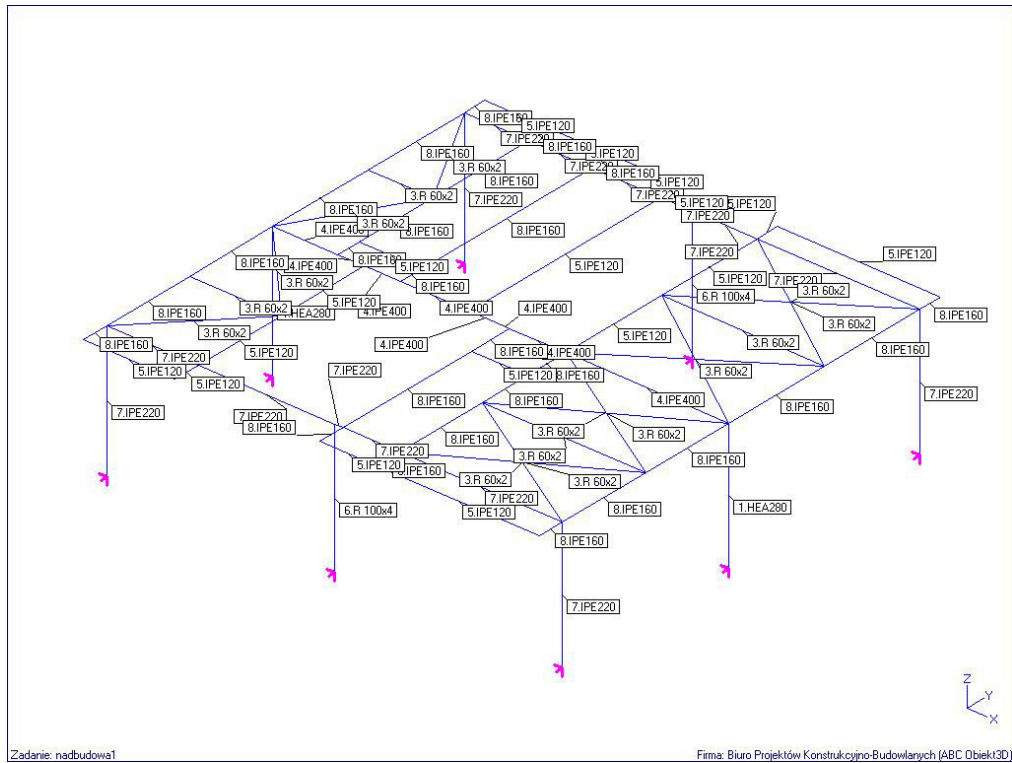 8.IPE160
5.IPE120
7.IPE220
8.IPE160
5.IPE120
8.IPE160
3.R 60x2
7.IPE220
8.IPE160
8.IPE160
5.IPE120
3.R 60x2
7.IPE220
7.IPE220
5.IPE120
5.IPE120
8.IPE160
3.R 60x2
7.IPE220
4.IPE400
8.IPE160
8.IPE160
7.IPE220
5.IPE120
8.IPE160
4.IPE400
8.IPE160
5.IPE120
5.IPE120
3.R 60x2
8.IPE160
5.IPE120
7.IPE220
3.R 60x2
6.R 100x4
5.IPE120
8.IPE160
3.R 60x2
HEA280
4.IPE400
4.IPE400
4.IPE400
8.IPE160
3.R 60x2
5.IPE120
3.R 60x2
8.IPE160
7.IPE220
5.IPE120
4.IPE400
8.IPE160
4.IPE400
3.R 60x2
8.IPE160
5.IPE120
5.IPE120
7.IPE220
5.IPE120
8.IPE160
3.R 60x2
7.IPE220
7.IPE220
8.IPE160
8.IPE160
8.IPE160
4.IPE400
8.IPE160
7.IPE220
8.IPE160
3.R 60x2
3.R 60x2
7.IPE220
5.IPE120
3.R 60x2
8.IPE160
3.R 60x2
3.R 60x2
7.IPE220
5.IPE120
8.IPE160
6.R 100x4
1.HEA280
8.IPE160
7.IPE220
Z
Y
X
Zadanie: nadbudowa1
Firma: Biuro Projektów Konstrukcyjno-Budowlanych (ABC Obiekt3D)